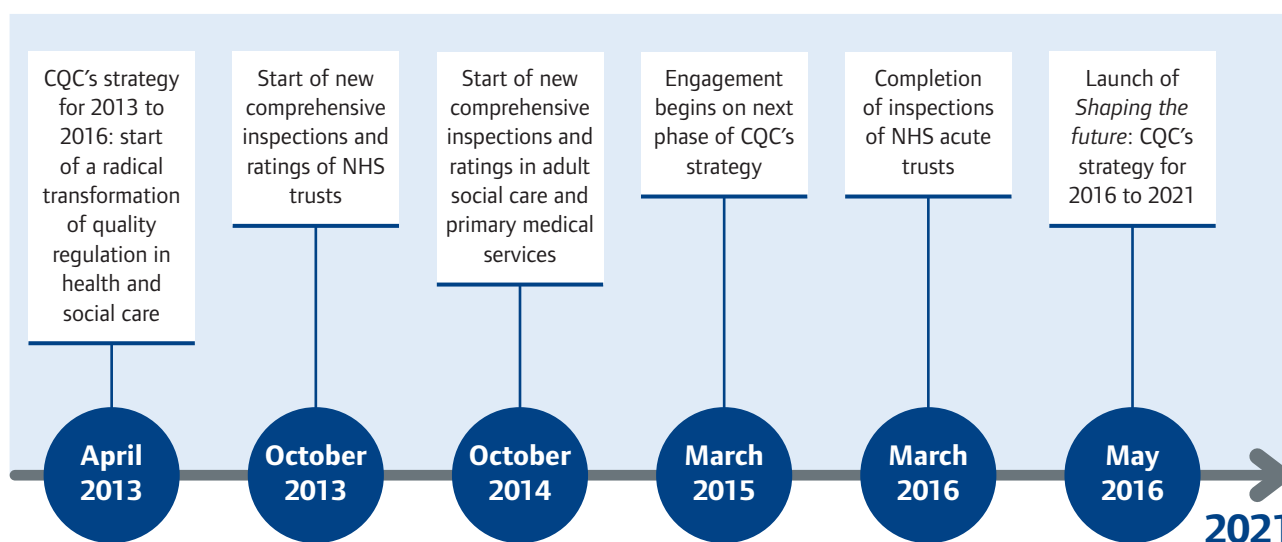 CQC's strategy
for 2013 to
2016: start
of a radical
transformation
of quality
regulation in
health and
social care
Start of new
comprehensive
inspections and
ratings of NHS
trusts
Start of new
comprehensive
inspections and
ratings in adult
social care and
primary medical
services
Engagement
begins on next
phase of CQC's
strategy
Completion
of inspections
of NHS acute
trusts
Launch of
Shaping the
future: CQC's
strategy for
2016 to 2021
April
2013
October
2013
October
2014
March
2015
March
2016
May
2016
2021